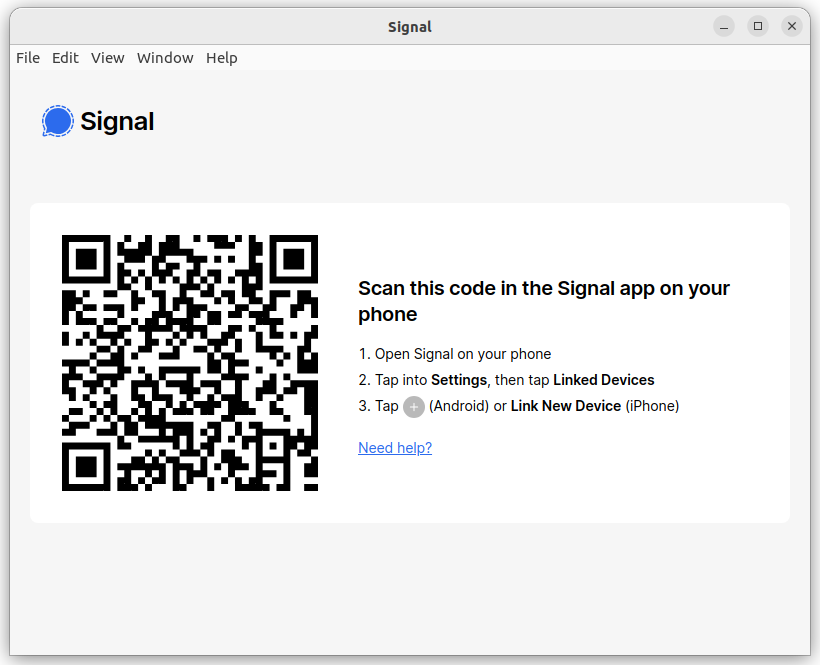 Signal
File Edit View Window Help
Signal
Scan this code in the Signal app on your
phone
1. Open Signal on your phone
2. Tap into Settings, then tap Linked Devices
3. Tap + (Android) or Link New Device (iPhone)
Need help?